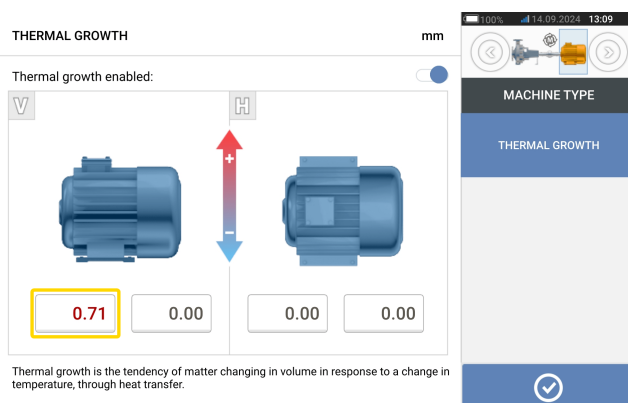 100% 14.09.2024 13:09
THERMAL GROWTH mm
Thermal growth enabled:
V H
MACHINE TYPE
THERMAL GROWTH
+
-
0.71 0.00 0.00 0.00
Thermal growth is the tendency of matter changing in volume in response to a change in
temperature, through heat transfer.